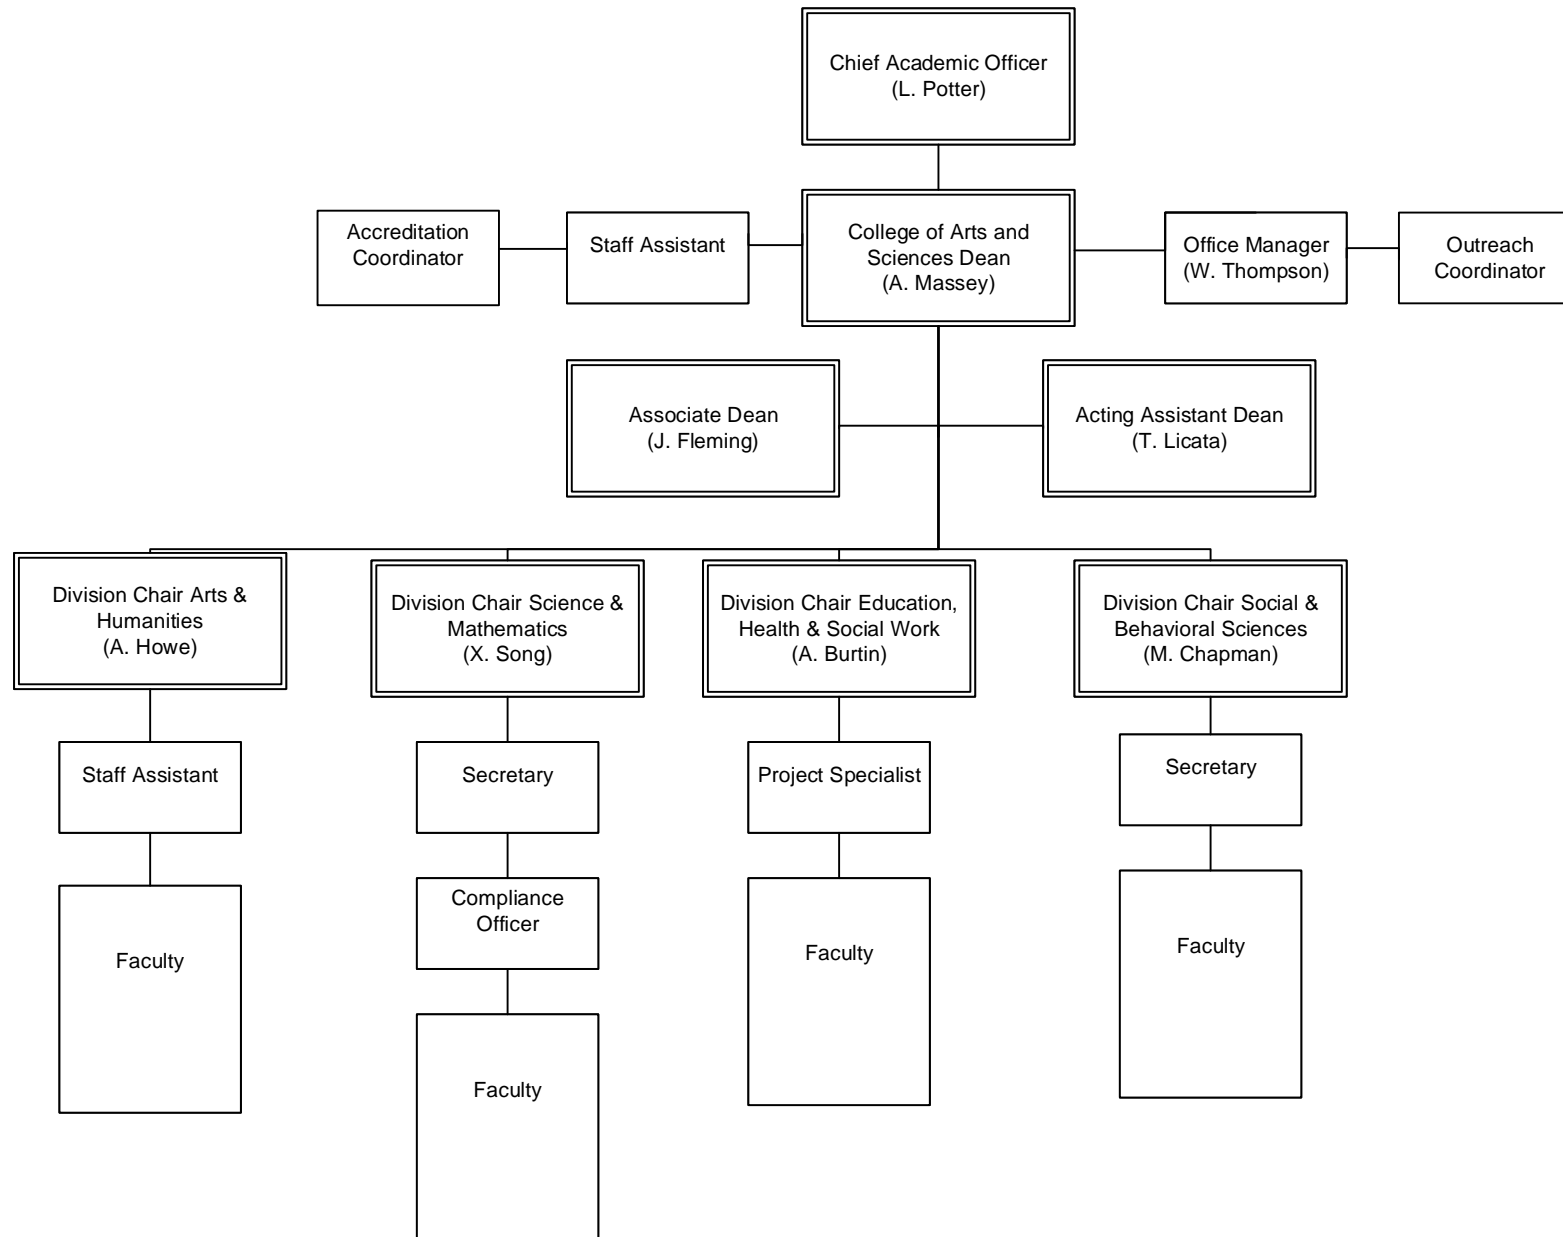 Chief Academic Officer
(L. Potter)
Accreditation
Coordinator
Staff Assistant
College of Arts and
Sciences Dean
(A. Massey)
Office Manager
(W. Thompson)
Outreach
Coordinator
Associate Dean
(J. Fleming)
Acting Assistant Dean
(T. Licata)
Division Chair Arts &
Humanities
(A. Howe)
Division Chair Science &
Mathematics
(X. Song)
Division Chair Education,
Health & Social Work
(A. Burtin)
Division Chair Social &
Behavioral Sciences
(M. Chapman)
Staff Assistant
Secretary
Project Specialist
Secretary
Compliance
Officer
Faculty
Faculty
Faculty
Faculty